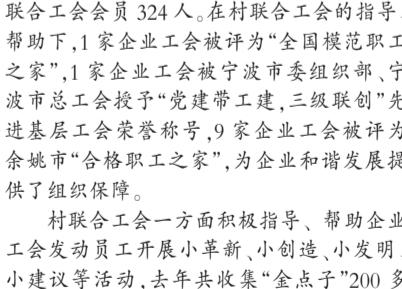 联合工会会员324人。在村联合工会的指导、
帮助下,1家企业工会被评为“全国模范职工
之家”,1家企业工会被宁波市委组织部、宁
波市总工会授予“党建带工建,三级联创”先
进基层工会荣誉称号,9家企业工会被评为
余姚市“合格职工之家”,为企业和谐发展提
供了组织保障。
村联合工会一方面积极指导、帮助企业
工会发动员工开展小革新、小创造、小发明、
小建议等活动,去年共收集“金点子”200多